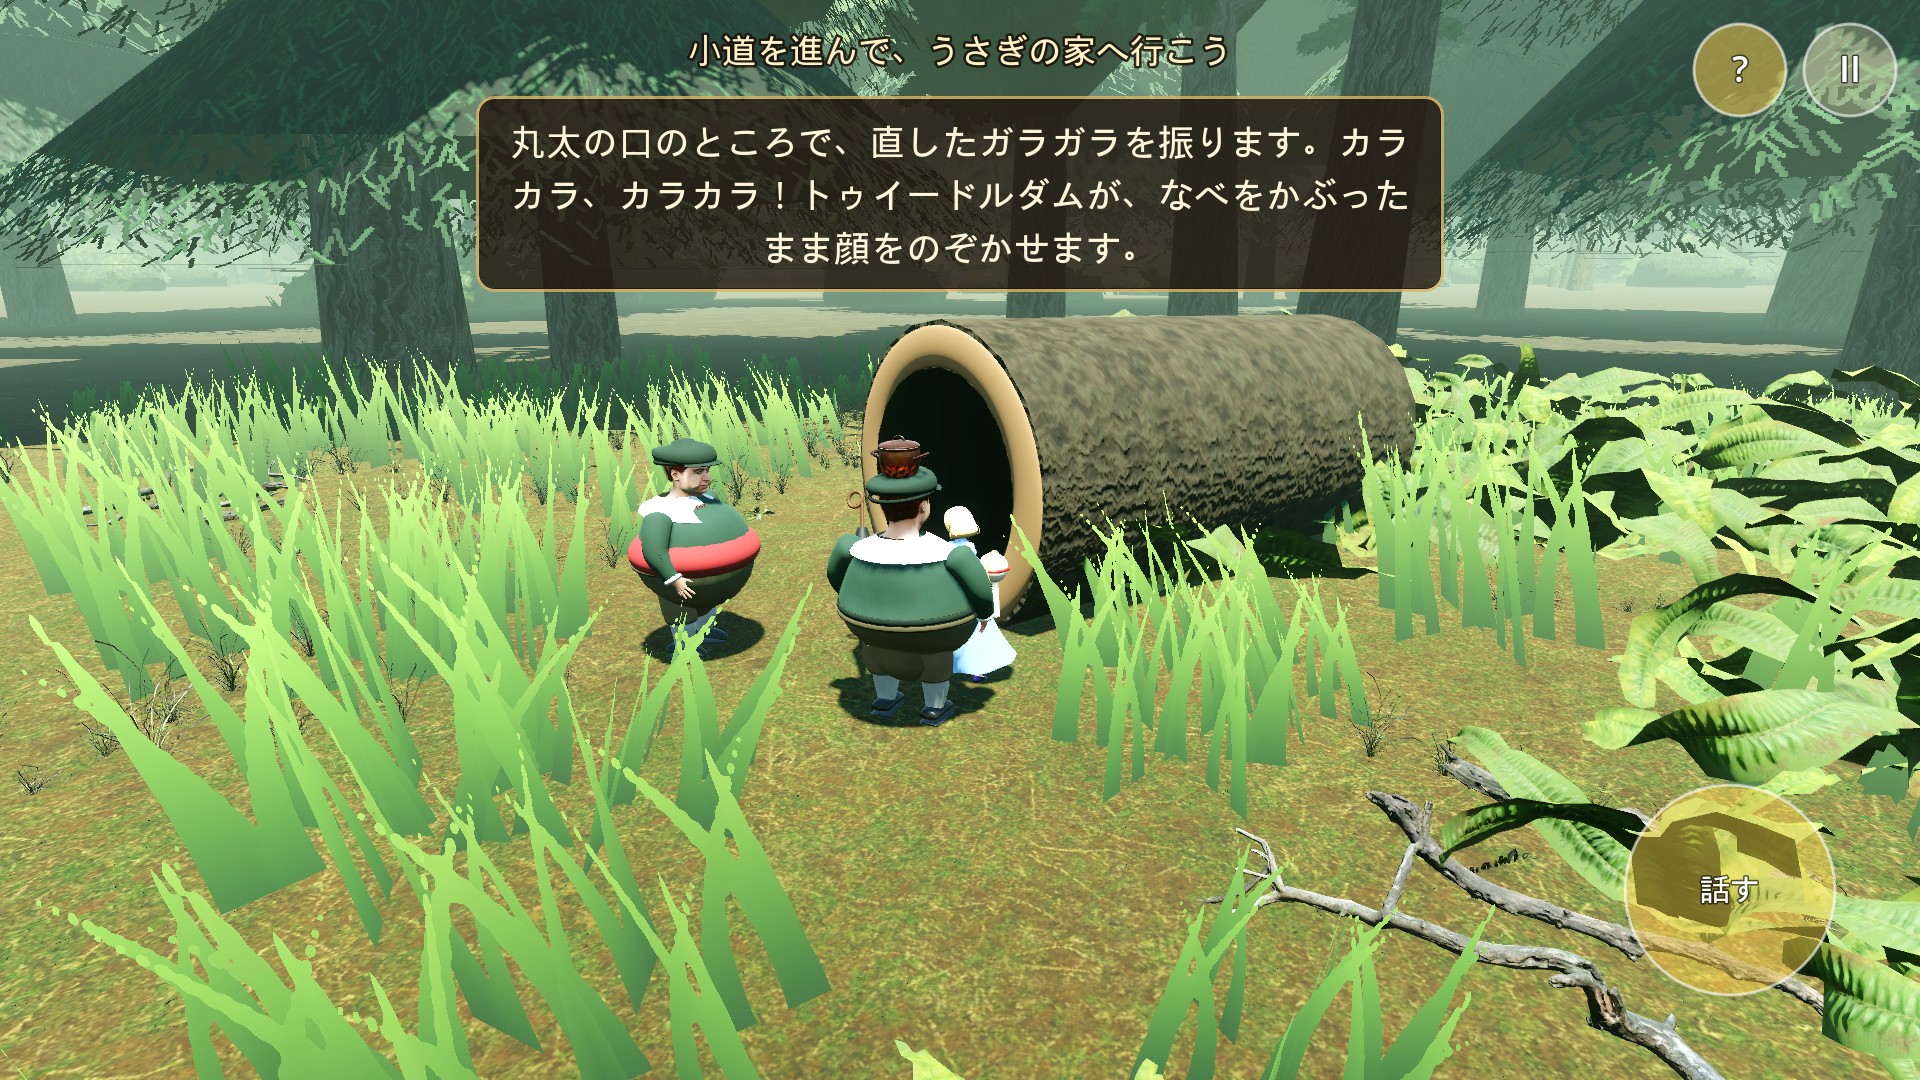 小道を進んで、うさぎの家へ行こう
?
丸太の口のところで、直したガラガラを振ります。カラ
カラ、カラカラ！トゥイードルダムが、なべをかぶった
まま顔をのぞかせます。
話す